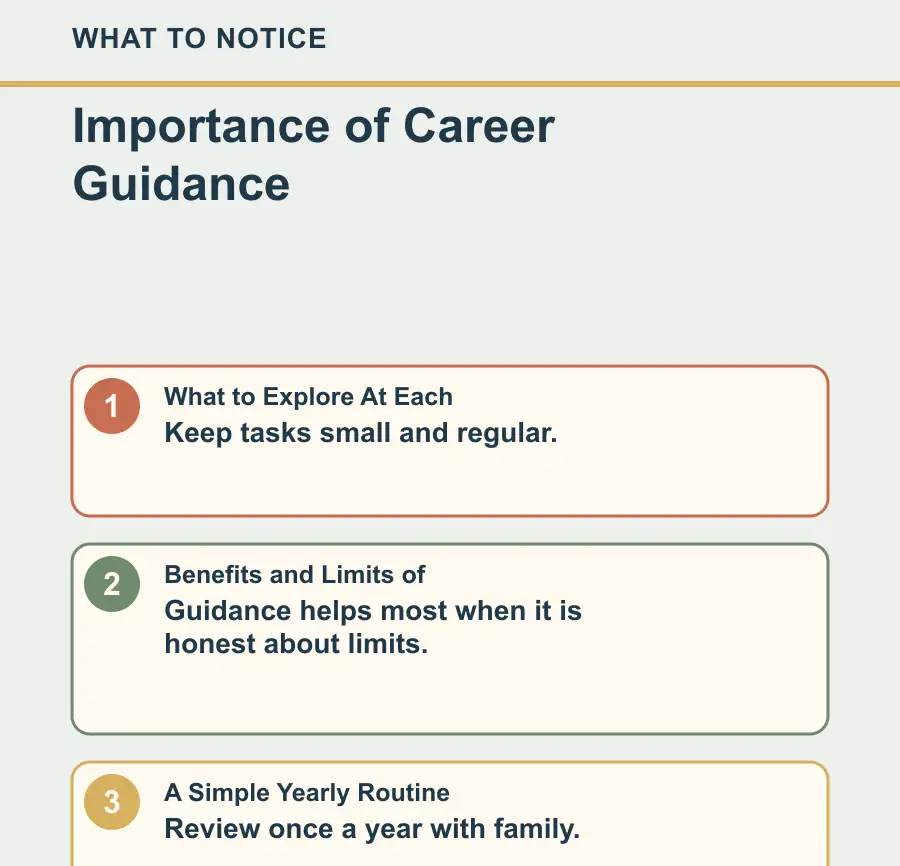 WHAT TO NOTICE
Importance of Career
Guidance
1
What to Explore At Each
Keep tasks small and regular.
2
Benefits and Limits of
Guidance helps most when it is
honest about limits.
3
A Simple Yearly Routine
Review once a year with family.